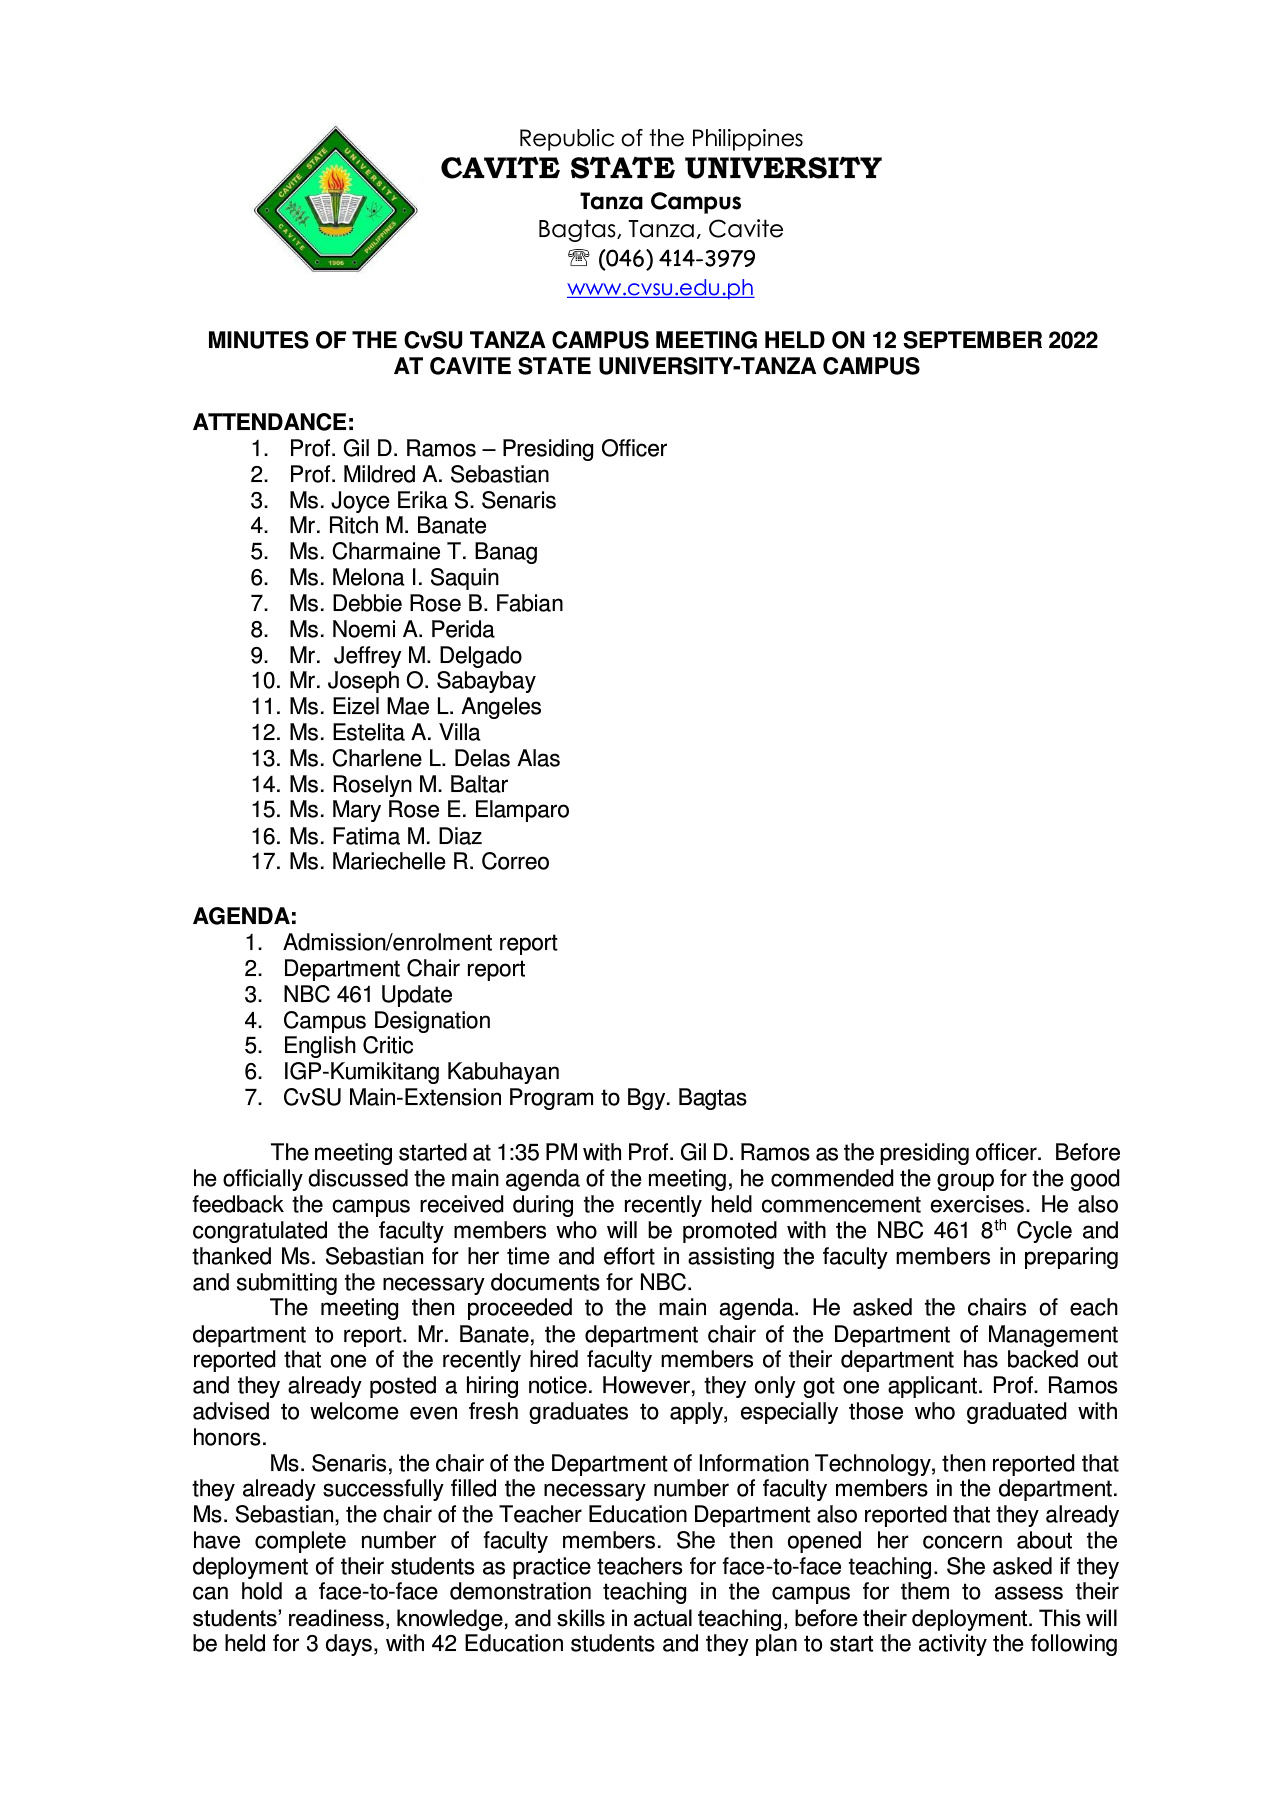 CAVITE STATE UNIVERSITY
CAVITE
PHILIPPINES
1906
Republic of the Philippines
CAVITE STATE UNIVERSITY
Tanza Campus
Bagtas, Tanza, Cavite
☏ (046) 414-3979
www.cvsu.edu.ph
MINUTES OF THE CvSU TANZA CAMPUS MEETING HELD ON 12 SEPTEMBER 2022
AT CAVITE STATE UNIVERSITY-TANZA CAMPUS
ATTENDANCE:
1. Prof. Gil D. Ramos – Presiding Officer
2. Prof. Mildred A. Sebastian
3. Ms. Joyce Erika S. Senaris
4. Mr. Ritch M. Banate
5. Ms. Charmaine T. Banag
6. Ms. Melona I. Saquin
7. Ms. Debbie Rose B. Fabian
8. Ms. Noemi A. Perida
9. Mr. Jeffrey M. Delgado
10. Mr. Joseph O. Sabaybay
11. Ms. Eizel Mae L. Angeles
12. Ms. Estelita A. Villa
13. Ms. Charlene L. Delas Alas
14. Ms. Roselyn M. Baltar
15. Ms. Mary Rose E. Elamparo
16. Ms. Fatima M. Diaz
17. Ms. Mariechelle R. Correo
AGENDA:
1. Admission/enrolment report
2. Department Chair report
3. NBC 461 Update
4. Campus Designation
5. English Critic
6. IGP-Kumikitang Kabuhayan
7. CvSU Main-Extension Program to Bgy. Bagtas
The meeting started at 1:35 PM with Prof. Gil D. Ramos as the presiding officer. Before
he officially discussed the main agenda of the meeting, he commended the group for the good
feedback the campus received during the recently held commencement exercises. He also
congratulated the faculty members who will be promoted with the NBC 461 8th Cycle and
thanked Ms. Sebastian for her time and effort in assisting the faculty members in preparing
and submitting the necessary documents for NBC.
The meeting then proceeded to the main agenda. He asked the chairs of each
department to report. Mr. Banate, the department chair of the Department of Management
reported that one of the recently hired faculty members of their department has backed out
and they already posted a hiring notice. However, they only got one applicant. Prof. Ramos
advised to welcome even fresh graduates to apply, especially those who graduated with
honors.
Ms. Senaris, the chair of the Department of Information Technology, then reported that
they already successfully filled the necessary number of faculty members in the department.
Ms. Sebastian, the chair of the Teacher Education Department also reported that they already
have complete number of faculty members. She then opened her concern about the
deployment of their students as practice teachers for face-to-face teaching. She asked if they
can hold a face-to-face demonstration teaching in the campus for them to assess their
students’ readiness, knowledge, and skills in actual teaching, before their deployment. This will
be held for 3 days, with 42 Education students and they plan to start the activity the following